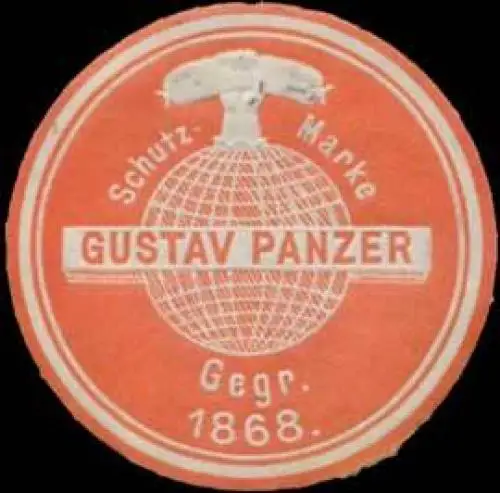 Schutz-Marke
GUSTAV PANZER
Gegr.
1868.